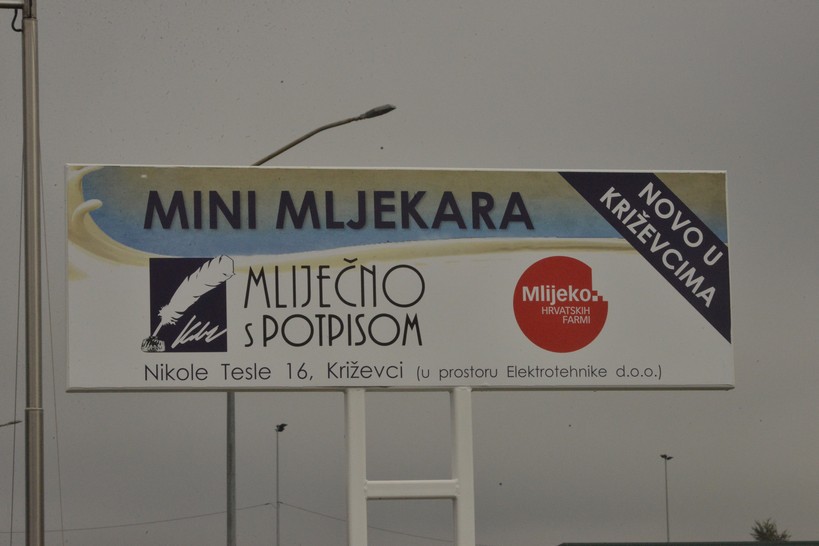 MINI MLJEKARA
NOVO U
KRIŽEVCIMA
MLIJEČNO
s POTPISOM
Mlijeko
HRVATSKIH
FARMI
Nikole Tesle 16, Križevci (u prostoru Elektrotehnike d.o.o.)